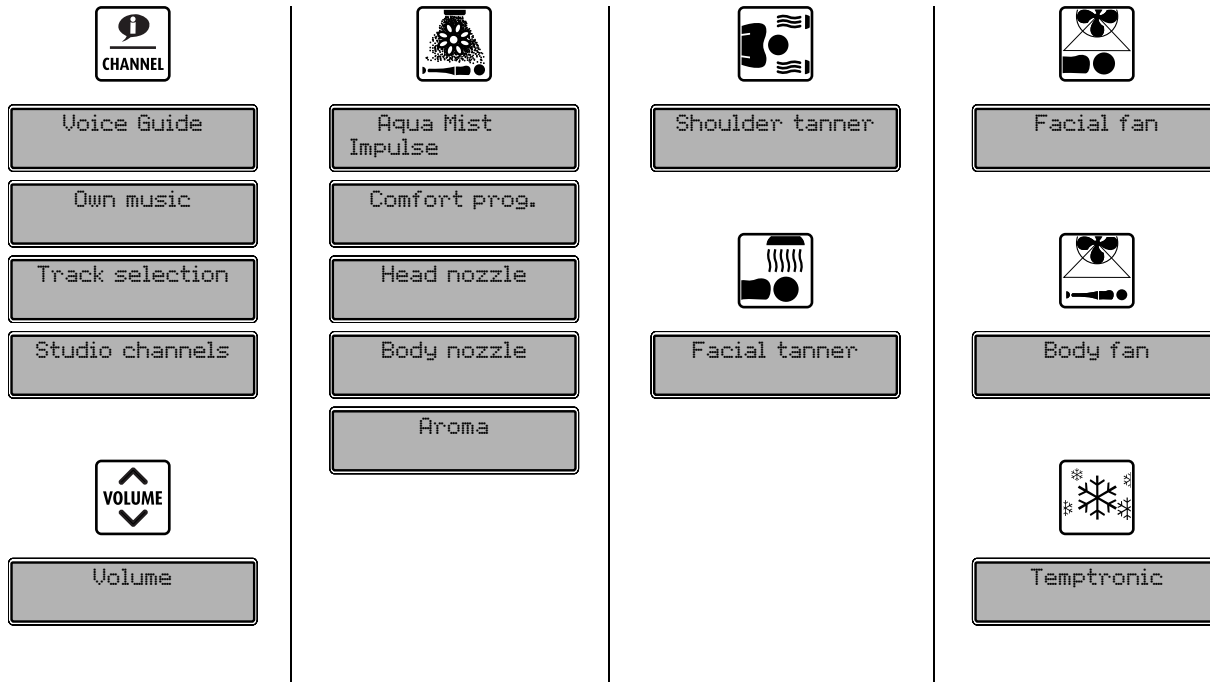 CHANNEL
Voice Guide
Own music
Track selection
Studio channels
VOLUME
Volume
Aqua Mist
Impulse
Comfort prog.
Head nozzle
Body nozzle
Aroma
Shoulder tanner
Facial tanner
Facial fan
Body fan
Temptronic